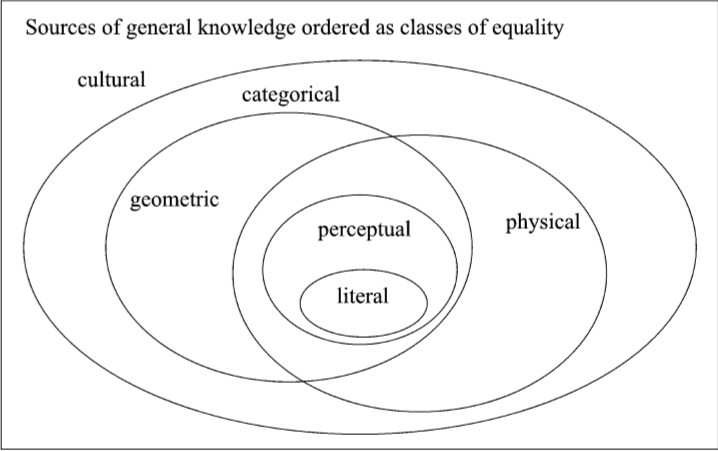 Sources of general knowledge ordered as classes of equality
cultural
categorical
geometric
physical
perceptual
literal